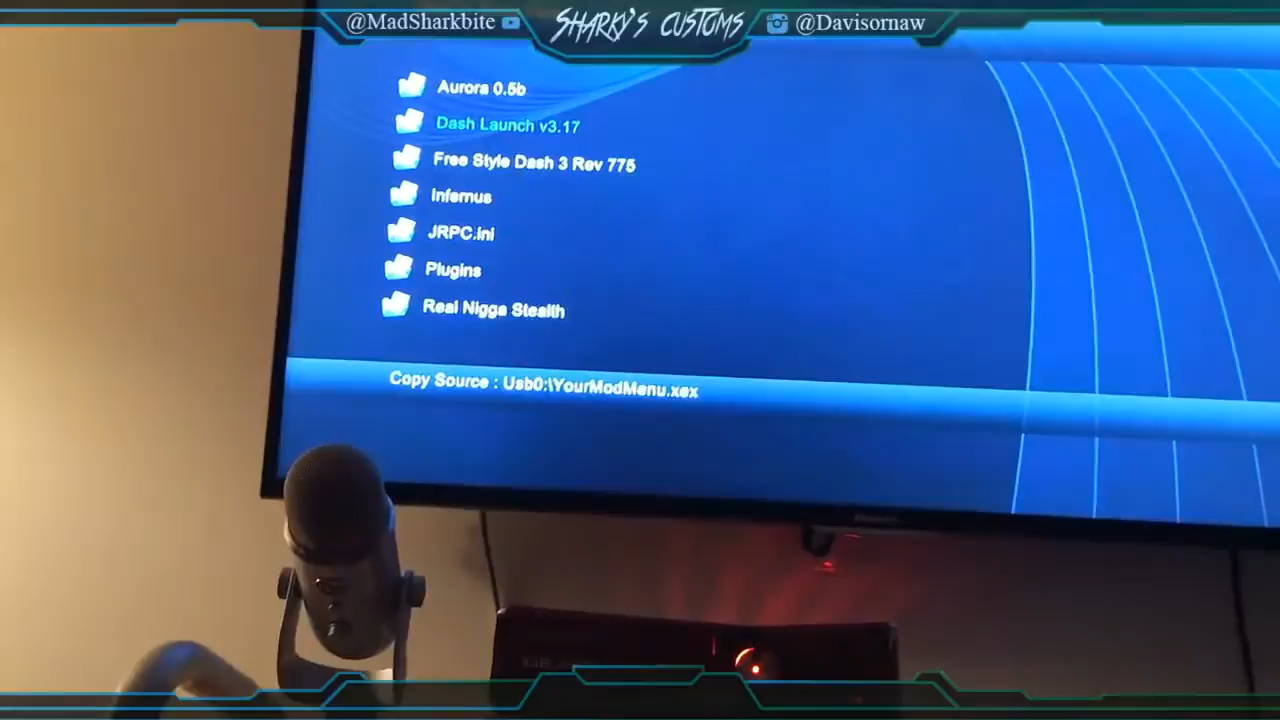 @MadSharkbite
SHARKY'S CUSTOMS
@Davisornaw
Aurora 0.5b
Dash Launch v3.17
Free Style Dash 3 Rev 775
Infernus
JRPC.ini
Plugins
Real Nigga Stealth
Copy Source : Usb0:\YourModMenu.xex